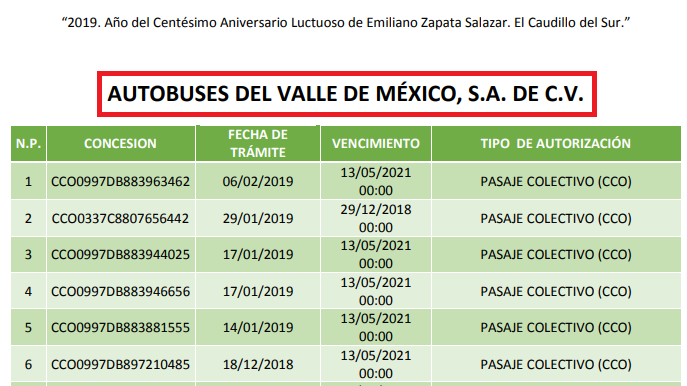 “2019. Año del Centésimo Aniversario Luctuoso de Emiliano Zapata Salazar. El Caudillo del Sur.”
AUTOBUSES DEL VALLE DE MÉXICO, S.A. DE C.V.
N.P. CONCESION FECHA DE TRÁMITE VENCIMIENTO TIPO DE AUTORIZACIÓN
1 CCO0997DB883963462 06/02/2019 13/05/2021 00:00 PASAJE COLECTIVO (CCO)
2 CCO0337C8807656442 29/01/2019 29/12/2018 00:00 PASAJE COLECTIVO (CCO)
3 CCO0997DB883944025 17/01/2019 13/05/2021 00:00 PASAJE COLECTIVO (CCO)
4 CCO0997DB883946656 17/01/2019 13/05/2021 00:00 PASAJE COLECTIVO (CCO)
5 CCO0997DB883881555 14/01/2019 13/05/2021 00:00 PASAJE COLECTIVO (CCO)
6 CCO0997DB897210485 18/12/2018 13/05/2021 00:00 PASAJE COLECTIVO (CCO)